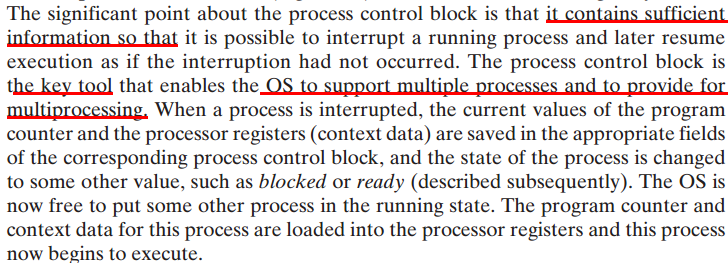 The significant point about the process control block is that it contains sufficient
information so that it is possible to interrupt a running process and later resume
execution as if the interruption had not occurred. The process control block is
the key tool that enables the OS to support multiple processes and to provide for
multiprocessing. When a process is interrupted, the current values of the program
counter and the processor registers (context data) are saved in the appropriate fields
of the corresponding process control block, and the state of the process is changed
to some other value, such as blocked or ready (described subsequently). The OS is
now free to put some other process in the running state. The program counter and
context data for this process are loaded into the processor registers and this process
now begins to execute.